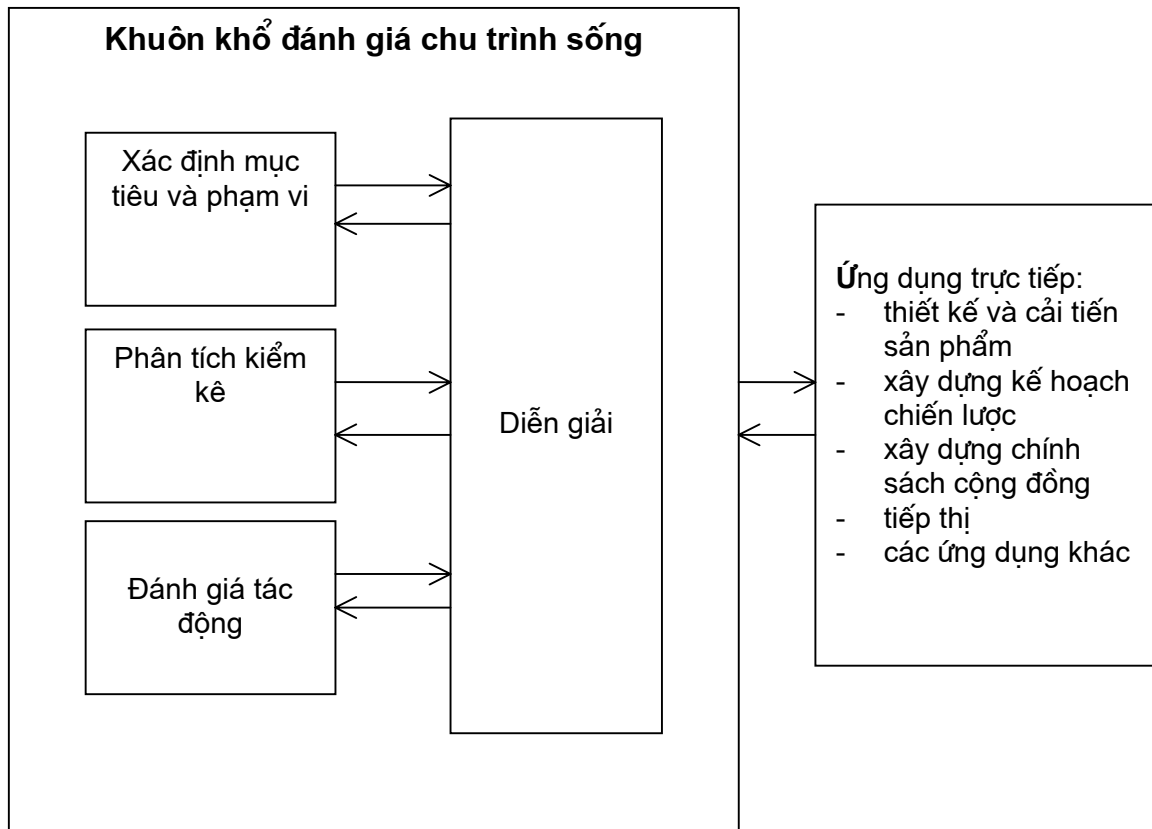 Khuôn khổ đánh giá chu trình sống
Xác định mục
tiêu và phạm vi
Phân tích kiểm
kê
Đánh giá tác
động
Diễn giải
Ứng dụng trực tiếp:
- thiết kế và cải tiến
sản phẩm
- xây dựng kế hoạch
chiến lược
- xây dựng chính
sách cộng đồng
- tiếp thị
- các ứng dụng khác